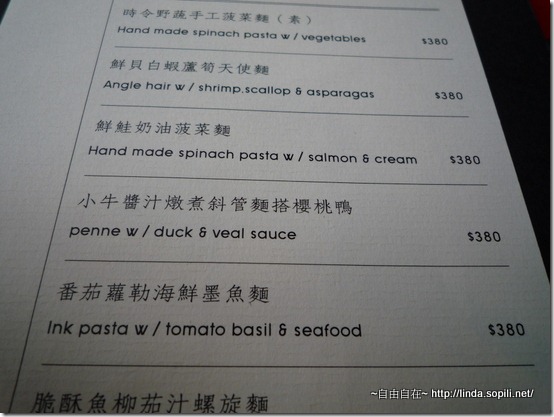 時令野蔬手工菠菜麵（素）
Hand made spinach pasta w / vegetables $380
鮮貝白蝦蘆筍天使麵
Angle hair w / shrimp,scallop & asparagas $380
鮮鮭奶油菠菜麵
Hand made spinach pasta w / salmon & cream $380
小牛醬汁燉煮斜管麵搭櫻桃鴨
penne w / duck & veal sauce $380
番茄蘿勒海鮮墨魚麵
Ink pasta w / tomato basil & seafood $380
脆酥魚柳茄汁螺旋麵
~自由自在~ http://linda.sopili.net/